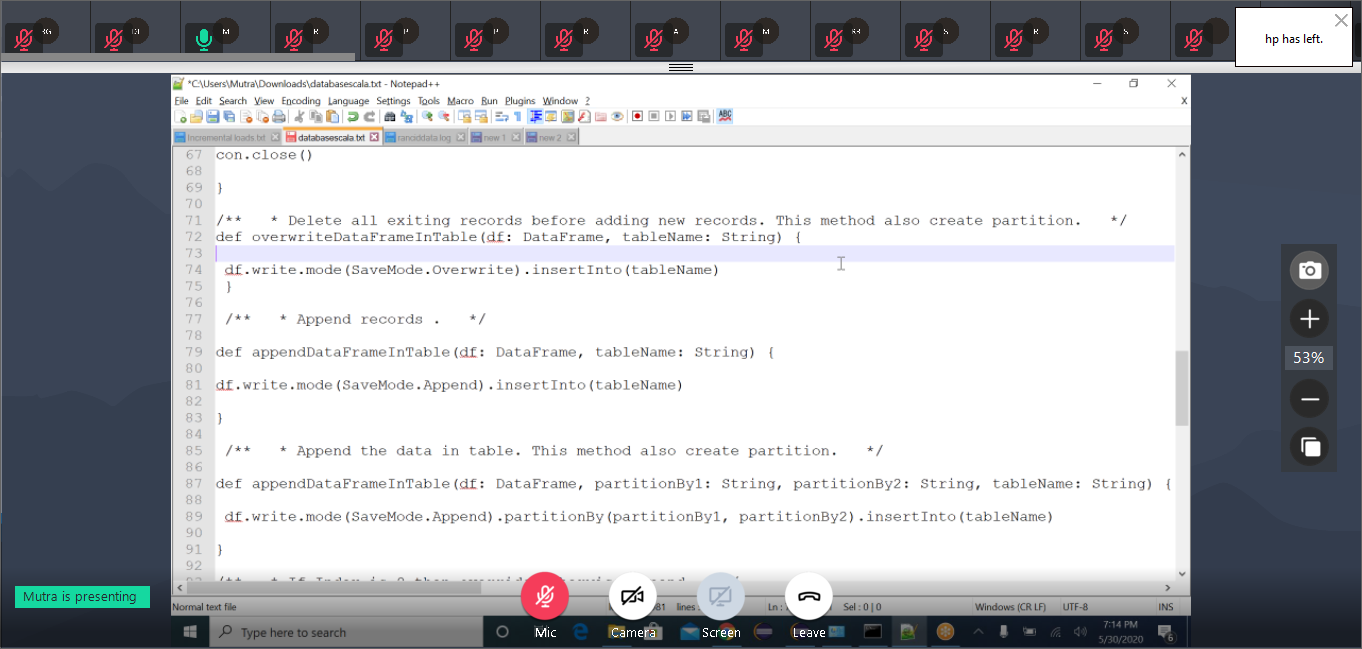 RG
M
R
P
P
R
A
M
RR
S
R
S
hp has left.
*C:\Users\Mutra\Downloads\databasescala.txt - Notepad++
File Edit Search View Encoding Language Settings Tools Macro Run Plugins Window ? X
Incremental loads.txt databasescala.txt ranciddata.log new 1 new 2
67 con.close()
68
69 }
70
71 /** * Delete all exiting records before adding new records. This method also create partition. */
72 def overwriteDataFrameInTable(df: DataFrame, tableName: String) {
73
74 df.write.mode(SaveMode.Overwrite).insertInto(tableName)
75 }
76
77 /** * Append records . */
78
79 def appendDataFrameInTable(df: DataFrame, tableName: String) {
80
81 df.write.mode(SaveMode.Append).insertInto(tableName)
82
83 }
84
85 /** * Append the data in table. This method also create partition. */
86
87 def appendDataFrameInTable(df: DataFrame, partitionBy1: String, partitionBy2: String, tableName: String) {
88
89 df.write.mode(SaveMode.Append).partitionBy(partitionBy1, partitionBy2).insertInto(tableName)
90
91 }
92
53%
Mutra is presenting
Normal text file lines Ln : Sel : 0 | 0 Windows (CR LF) UTF-8 INS
Type here to search
Mic Camera Screen Leave
7:14 PM
5/30/2020
6